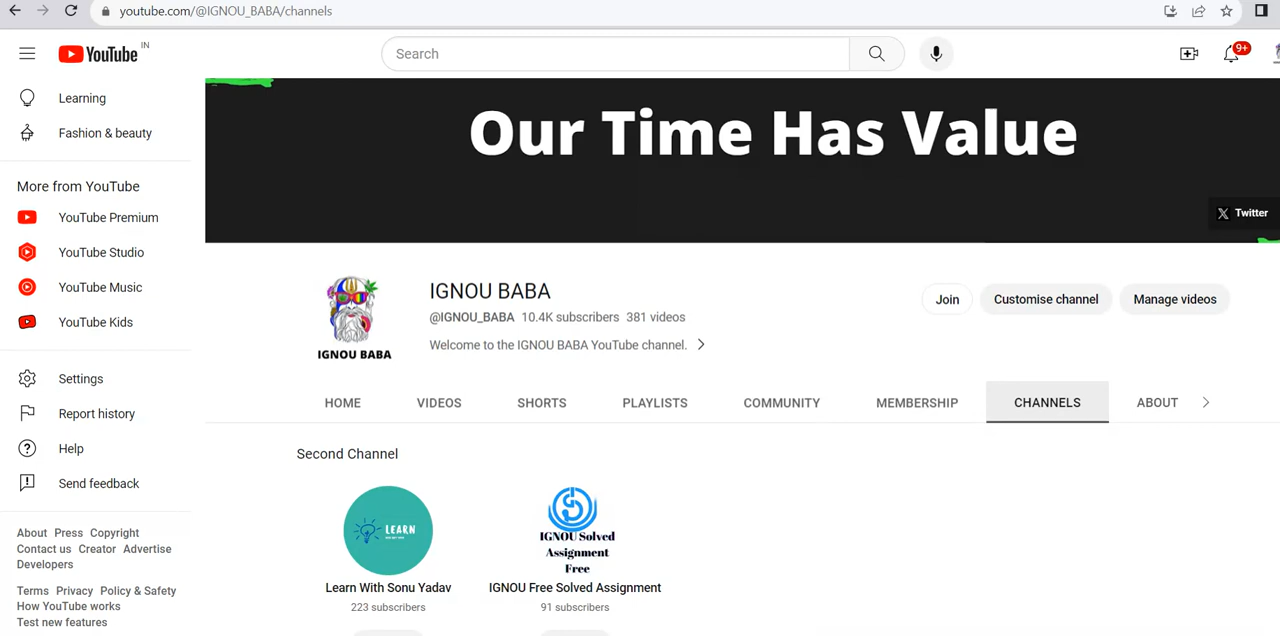 youtube.com/@IGNOU_BABA/channels
YouTube IN
Search
9+
Learning
Fashion & beauty
More from YouTube
YouTube Premium
YouTube Studio
YouTube Music
YouTube Kids
Settings
Report history
Help
Send feedback
About Press Copyright
Contact us Creator Advertise
Developers
Terms Privacy Policy & Safety
How YouTube works
Test new features
Our Time Has Value
Twitter
IGNOU BABA
IGNOU BABA
@IGNOU_BABA 10.4K subscribers 381 videos
Welcome to the IGNOU BABA YouTube channel.
Join Customise channel Manage videos
HOME VIDEOS SHORTS PLAYLISTS COMMUNITY MEMBERSHIP CHANNELS ABOUT
Second Channel
LEARN
Learn With Sonu Yadav
223 subscribers
IGNOU Solved
Assignment
Free
IGNOU Free Solved Assignment
91 subscribers